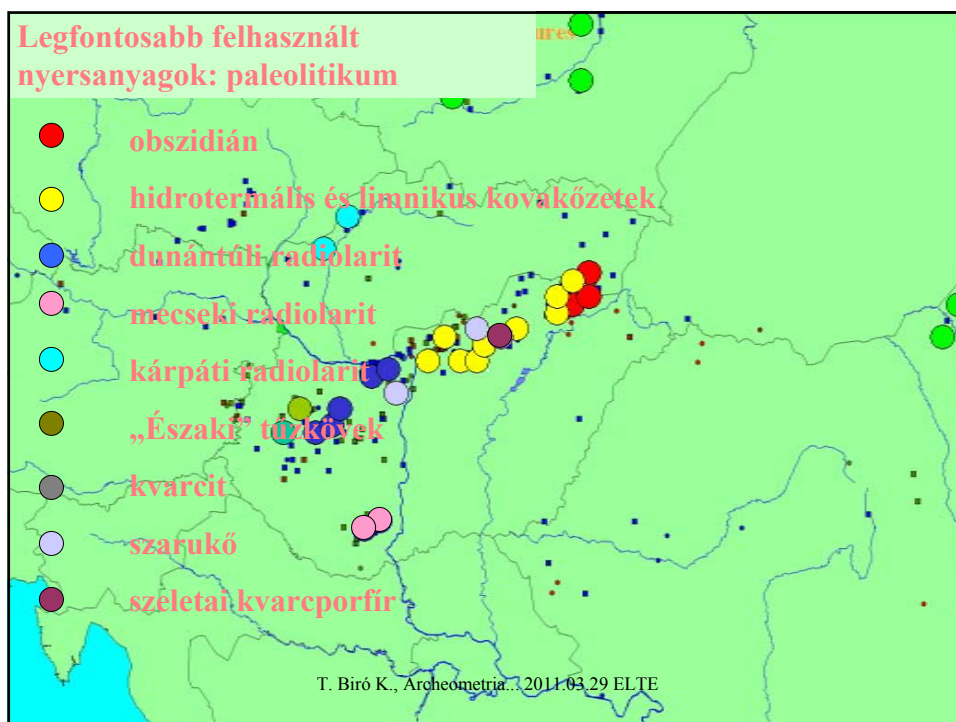 Legfontosabb felhasznált
nyersanyagok: paleolitikum
ures
obszidián
hidrotermális és limnikus kovakőzetek
dunántúli radiolarit
mecseki radiolarit
kárpáti radiolarit
„Északi” tűzkövek
kvarcit
szarukő
szeletai kvarcporfír
T. Biró K., Archeometria... 2011.03.29 ELTE